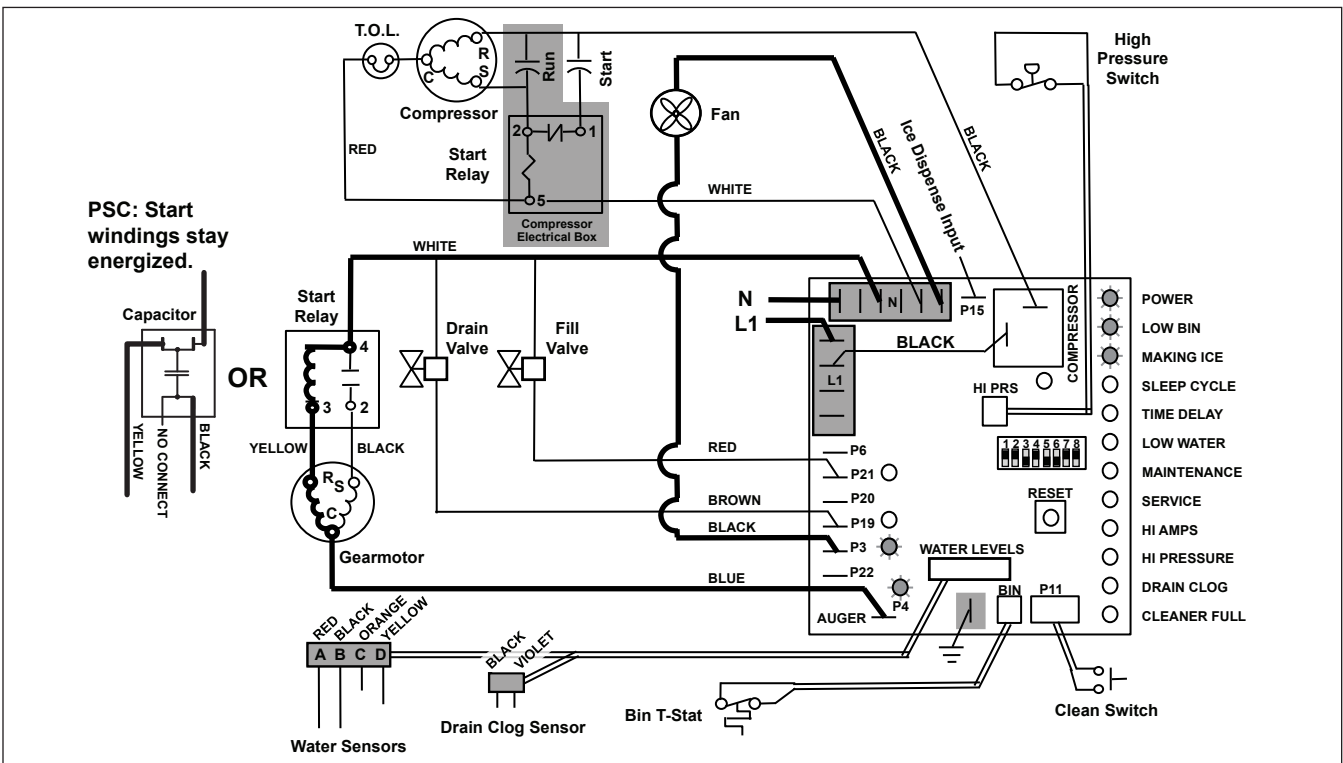 T.O.L.
R
S
C
Compressor
Run
Start
High
Pressure
Switch
Fan
BLACK
Ice Dispense Input
BLACK
2
1
5
Start
Relay
Compressor
Electrical Box
RED
WHITE
PSC: Start
windings stay
energized.
WHITE
Capacitor
YELLOW
NO CONNECT
BLACK
OR
Start
Relay
4
3
2
YELLOW
BLACK
R
S
C
Gearmotor
Drain
Valve
Fill
Valve
N
L1
N
P15
BLACK
L1
COMPRESSOR
HI PRS
1 2 3 4 5 6 7 8
RESET
RED
BROWN
BLACK
BLUE
P6
P21
P20
P19
P3
P22
P4
AUGER
WATER LEVELS
BIN
P11
POWER
LOW BIN
MAKING ICE
SLEEP CYCLE
TIME DELAY
LOW WATER
MAINTENANCE
SERVICE
HI AMPS
HI PRESSURE
DRAIN CLOG
CLEANER FULL
RED
BLACK
ORANGE
YELLOW
A B C D
Water Sensors
BLACK
VIOLET
Drain Clog Sensor
Bin T-Stat
Clean Switch